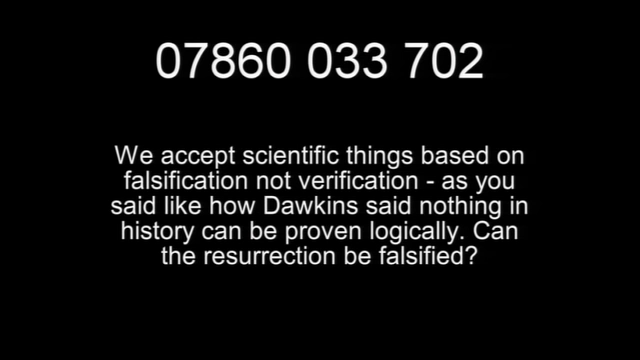 07860 033 702
We accept scientific things based on
falsification not verification - as you
said like how Dawkins said nothing in
history can be proven logically. Can
the resurrection be falsified?